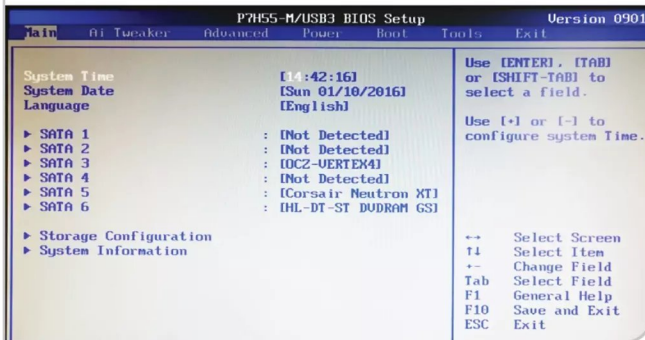 P7H55-M/USB3 BIOS Setup Version 0901
Main Ai Tweaker Advanced Power Boot Tools Exit
System Time [14:42:16]
System Date [Sun 01/10/2016]
Language [English]
▶ SATA 1 : [Not Detected]
▶ SATA 2 : [Not Detected]
▶ SATA 3 : [OCZ-VERTEX4]
▶ SATA 4 : [Not Detected]
▶ SATA 5 : [Corsair Neutron XT]
▶ SATA 6 : [HL-DT-ST DVDRAM GS]
▶ Storage Configuration
▶ System Information
Use [ENTER], [TAB]
or [SHIFT-TAB] to
select a field.
Use [+] or [-] to
configure system Time.
↔ Select Screen
↑↓ Select Item
+- Change Field
Tab Select Field
F1 General Help
F10 Save and Exit
ESC Exit